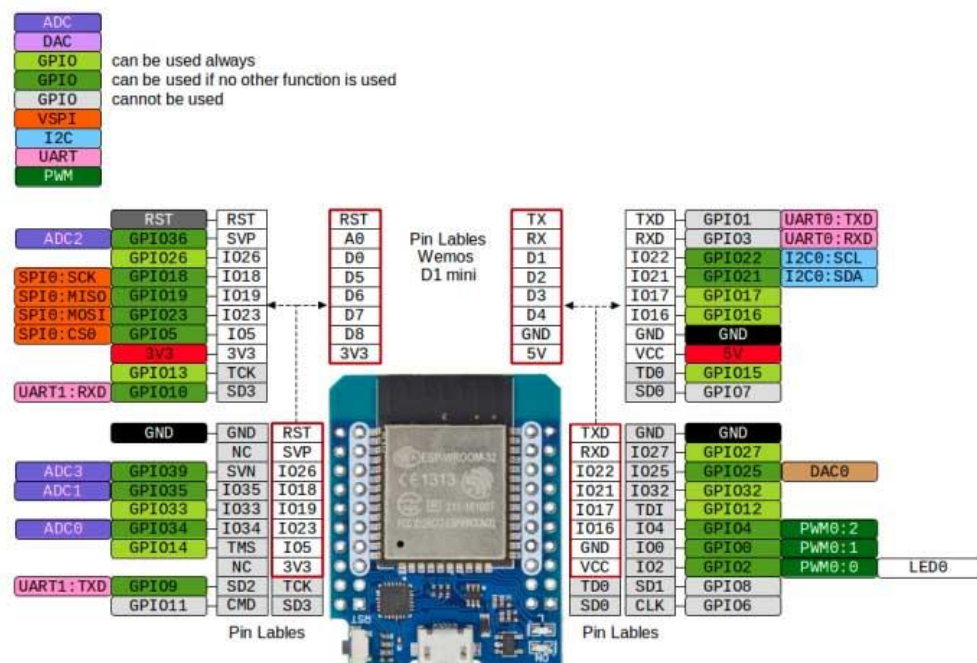 ADC
DAC
GPIO can be used always
GPIO can be used if no other function is used
GPIO cannot be used
VSPI
I2C
UART
PWM
RST RST RST TX TXD GPIO1 UART0:TXD
ADC2 GPIO36 SVP A0 RX RXD GPIO3 UART0:RXD
GPIO26 IO26 D0 D1 IO22 GPIO22 I2C0:SCL
SPI0:SCK GPIO18 IO18 D5 D2 IO21 GPIO21 I2C0:SDA
SPI0:MISO GPIO19 IO19 D6 D3 IO17 GPIO17
SPI0:MOSI GPIO23 IO23 D7 D4 IO16 GPIO16
SPI0:CS0 GPIO5 IO5 D8 GND GND GND
3V3 3V3 3V3 5V VCC 5V
Pin Lables
Wemos
D1 mini
GPIO13 TCK TD0 GPIO15
UART1:RXD GPIO10 SD3 SD0 GPIO7
GND GND RST TXD GND GND
NC SVP RXD IO27 GPIO27
ADC3 GPIO39 SVN IO26 IO22 IO25 GPIO25 DAC0
ADC1 GPIO35 IO35 IO18 IO21 IO32 GPIO32
GPIO33 IO33 IO19 IO17 TDI GPIO12
ADC0 GPIO34 IO34 IO23 IO16 IO4 GPIO4 PWM0:2
GPIO14 TMS IO5 GND IO0 GPIO0 PWM0:1
NC 3V3 VCC IO2 GPIO2 PWM0:0 LED0
UART1:TXD GPIO9 SD2 TCK TD0 SD1 GPIO8
GPIO11 CMD SD3 SD0 CLK GPIO6
Pin Lables Pin Lables
ESP-WROOM-32
CE1313
RST
L
ON